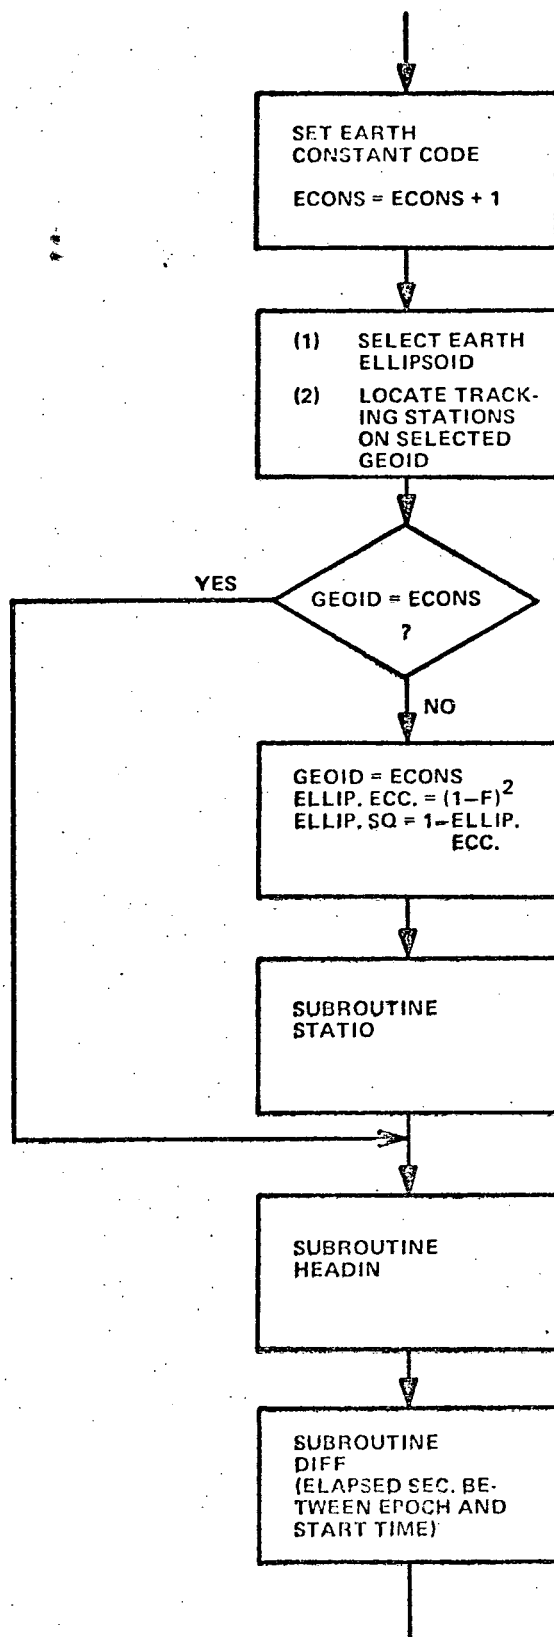 SET EARTH
CONSTANT CODE
ECONS = ECONS + 1
(1) SELECT EARTH
ELLIPSOID
(2) LOCATE TRACK-
ING STATIONS
ON SELECTED
GEOID
YES
GEOID = ECONS
?
NO
GEOID = ECONS
ELLIP. ECC. = (1–F)²
ELLIP. SQ = 1–ELLIP.
ECC.
SUBROUTINE
STATIO
SUBROUTINE
HEADIN
SUBROUTINE
DIFF
(ELAPSED SEC. BE-
TWEEN EPOCH AND
START TIME)